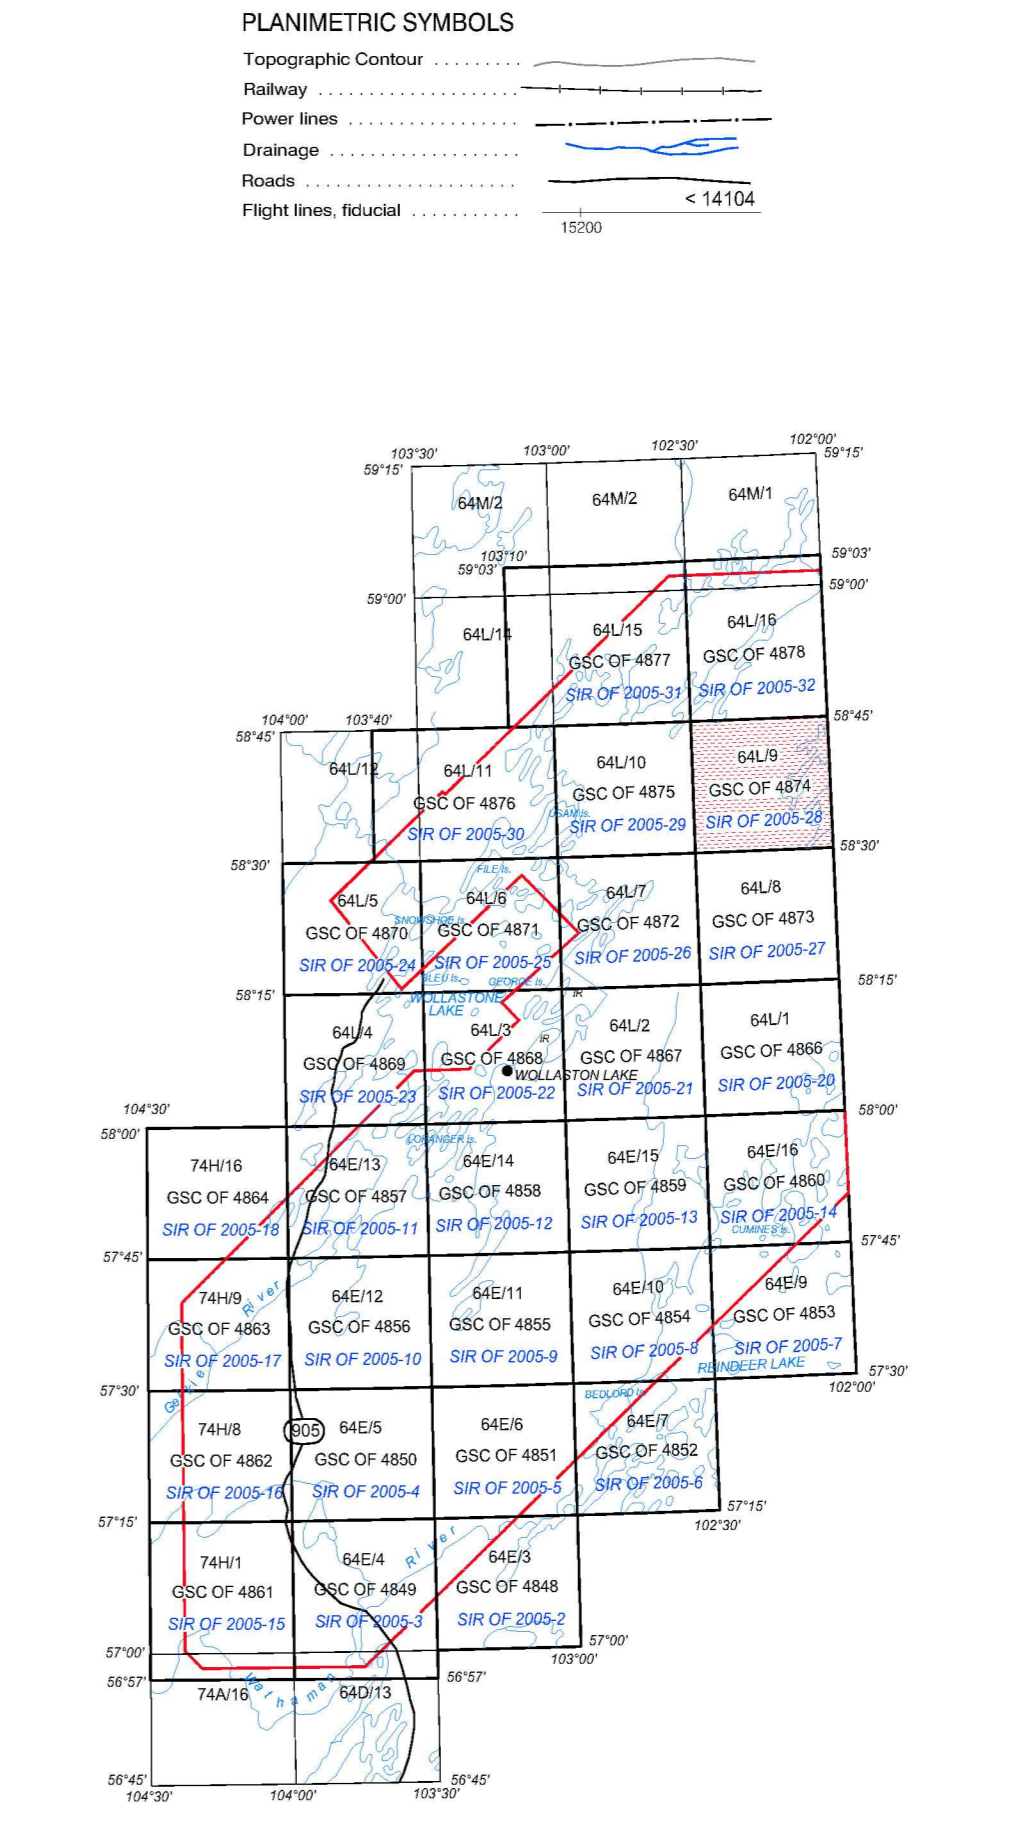 PLANIMETRIC SYMBOLS
Topographic Contour .........
Railway ....................
Power lines .................
Drainage ...................
Roads .....................
Flight lines, fiducial ..........
< 14104
15200
103°30'
103°00'
102°30'
102°00'
59°15'
59°15'
64M/2
64M/2
64M/1
103°10'
59°03'
59°03'
59°00'
59°00'
64L/14
64L/15
GSC OF 4877
SIR OF 2005-31
64L/16
GSC OF 4878
SIR OF 2005-32
104°00'
103°40'
58°45'
58°45'
64L/12
64L/11
GSC OF 4876
SIR OF 2005-30
64L/10
GSC OF 4875
USAM Is.
SIR OF 2005-29
64L/9
GSC OF 4874
SIR OF 2005-28
58°30'
58°30'
FILE Is.
64L/5
GSC OF 4870
SIR OF 2005-24
64L/6
SNOWSHOE Is.
GSC OF 4871
SIR OF 2005-25
64L/7
GSC OF 4872
SIR OF 2005-26
64L/8
GSC OF 4873
SIR OF 2005-27
BLEU Is.
GEORGE Is.
58°15'
58°15'
WOLLASTONE
LAKE
IR
64L/4
GSC OF 4869
SIR OF 2005-23
64L/3
IR
GSC OF 4868
WOLLASTON LAKE
SIR OF 2005-22
64L/2
GSC OF 4867
SIR OF 2005-21
64L/1
GSC OF 4866
SIR OF 2005-20
104°30'
58°00'
58°00'
LORANGER Is.
74H/16
GSC OF 4864
SIR OF 2005-18
64E/13
GSC OF 4857
SIR OF 2005-11
64E/14
GSC OF 4858
SIR OF 2005-12
64E/15
GSC OF 4859
SIR OF 2005-13
64E/16
GSC OF 4860
SIR OF 2005-14
CUMINES Is.
57°45'
57°45'
74H/9
GSC OF 4863
SIR OF 2005-17
River
Geikie
64E/12
GSC OF 4856
SIR OF 2005-10
64E/11
GSC OF 4855
SIR OF 2005-9
64E/10
GSC OF 4854
SIR OF 2005-8
64E/9
GSC OF 4853
SIR OF 2005-7
REINDEER LAKE
57°30'
57°30'
102°00'
BEDLORD Is.
74H/8
GSC OF 4862
SIR OF 2005-16
905
64E/5
GSC OF 4850
SIR OF 2005-4
64E/6
GSC OF 4851
SIR OF 2005-5
64E/7
GSC OF 4852
SIR OF 2005-6
57°15'
57°15'
102°30'
74H/1
GSC OF 4861
SIR OF 2005-15
64E/4
GSC OF 4849
SIR OF 2005-3
River
64E/3
GSC OF 4848
SIR OF 2005-2
57°00'
57°00'
103°00'
56°57'
56°57'
Wathaman
74A/16
64D/13
56°45'
56°45'
104°30'
104°00'
103°30'